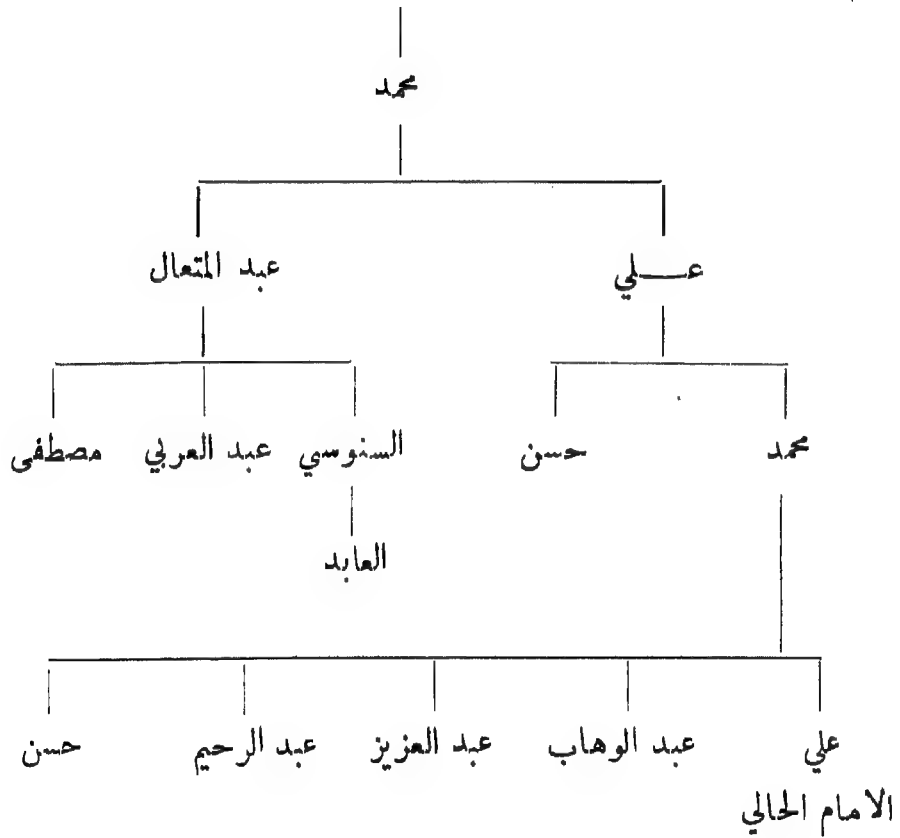 محمد
علي عبد المتعال
محمد حسن السنوسي عبد العربي مصطفى
العابد
علي عبد الوهاب عبد العزيز عبد الرحيم حسن
الامام الحالي